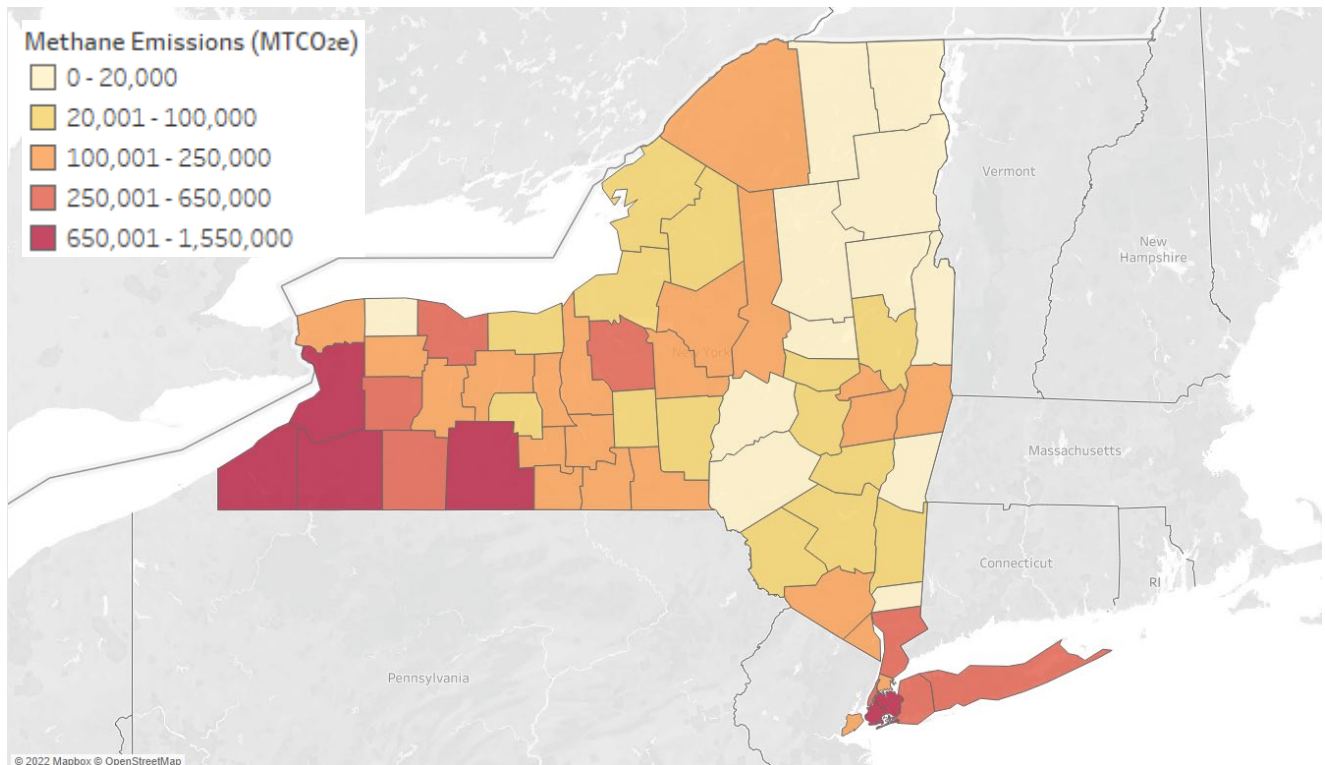 Methane Emissions (MTCO₂e)
0 - 20,000
20,001 - 100,000
100,001 - 250,000
250,001 - 650,000
650,001 - 1,550,000
Vermont
New
Hampshire
New York
Massachusetts
Connecticut
RI
Pennsylvania
© 2022 Mapbox © OpenStreetMap